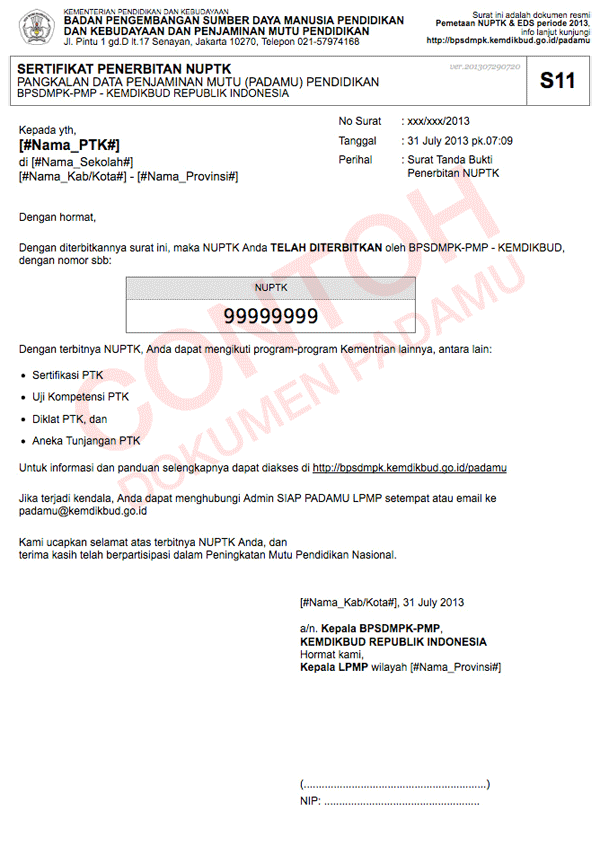 KEMENTERIAN PENDIDIKAN DAN KEBUDAYAAN
BADAN PENGEMBANGAN SUMBER DAYA MANUSIA PENDIDIKAN
DAN KEBUDAYAAN DAN PENJAMINAN MUTU PENDIDIKAN
Jl. Pintu 1 gd.D lt.17 Senayan, Jakarta 10270, Telepon 021-57974168
Surat ini adalah dokumen resmi
Pemetaan NUPTK & EDS periode 2013,
info lanjut kunjungi
http://bpsdmpk.kemdikbud.go.id/padamu
SERTIFIKAT PENERBITAN NUPTK
PANGKALAN DATA PENJAMINAN MUTU (PADAMU) PENDIDIKAN
BPSDMPK-PMP - KEMDIKBUD REPUBLIK INDONESIA
ver.201307290720
S11
No Surat : xxx/xxx/2013
Tanggal : 31 July 2013 pk.07:09
Perihal : Surat Tanda Bukti
Penerbitan NUPTK
Kepada yth,
[#Nama_PTK#]
di [#Nama_Sekolah#]
[#Nama_Kab/Kota#] - [#Nama_Provinsi#]
Dengan hormat,
Dengan diterbitkannya surat ini, maka NUPTK Anda TELAH DITERBITKAN oleh BPSDMPK-PMP - KEMDIKBUD,
dengan nomor sbb:
NUPTK
99999999
Dengan terbitnya NUPTK, Anda dapat mengikuti program-program Kementrian lainnya, antara lain:
• Sertifikasi PTK
• Uji Kompetensi PTK
• Diklat PTK, dan
• Aneka Tunjangan PTK
Untuk informasi dan panduan selengkapnya dapat diakses di http://bpsdmpk.kemdikbud.go.id/padamu
Jika terjadi kendala, Anda dapat menghubungi Admin SIAP PADAMU LPMP setempat atau email ke
padamu@kemdikbud.go.id
Kami ucapkan selamat atas terbitnya NUPTK Anda, dan
terima kasih telah berpartisipasi dalam Peningkatan Mutu Pendidikan Nasional.
[#Nama_Kab/Kota#], 31 July 2013
a/n. Kepala BPSDMPK-PMP,
KEMDIKBUD REPUBLIK INDONESIA
Hormat kami,
Kepala LPMP wilayah [#Nama_Provinsi#]
(..............................................................)
NIP: ....................................................
CONTOH
DOKUMEN PADAMU